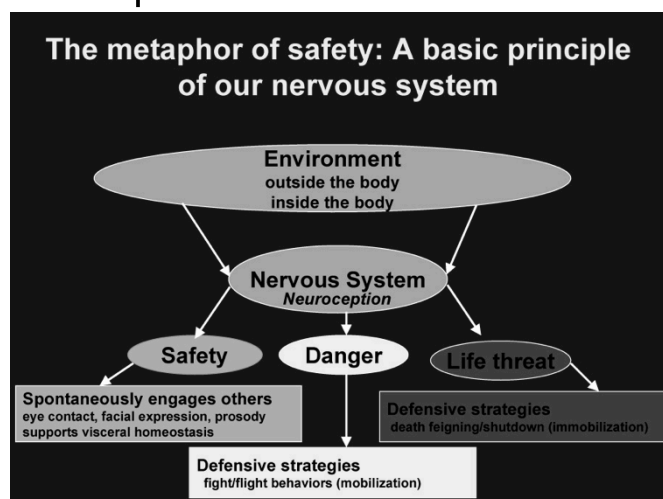 The metaphor of safety: A basic principle
of our nervous system
Environment
outside the body
inside the body
Nervous System
Neuroception
Safety
Danger
Life threat
Spontaneously engages others
eye contact, facial expression, prosody
supports visceral homeostasis
Defensive strategies
death feigning/shutdown (immobilization)
Defensive strategies
fight/flight behaviors (mobilization)